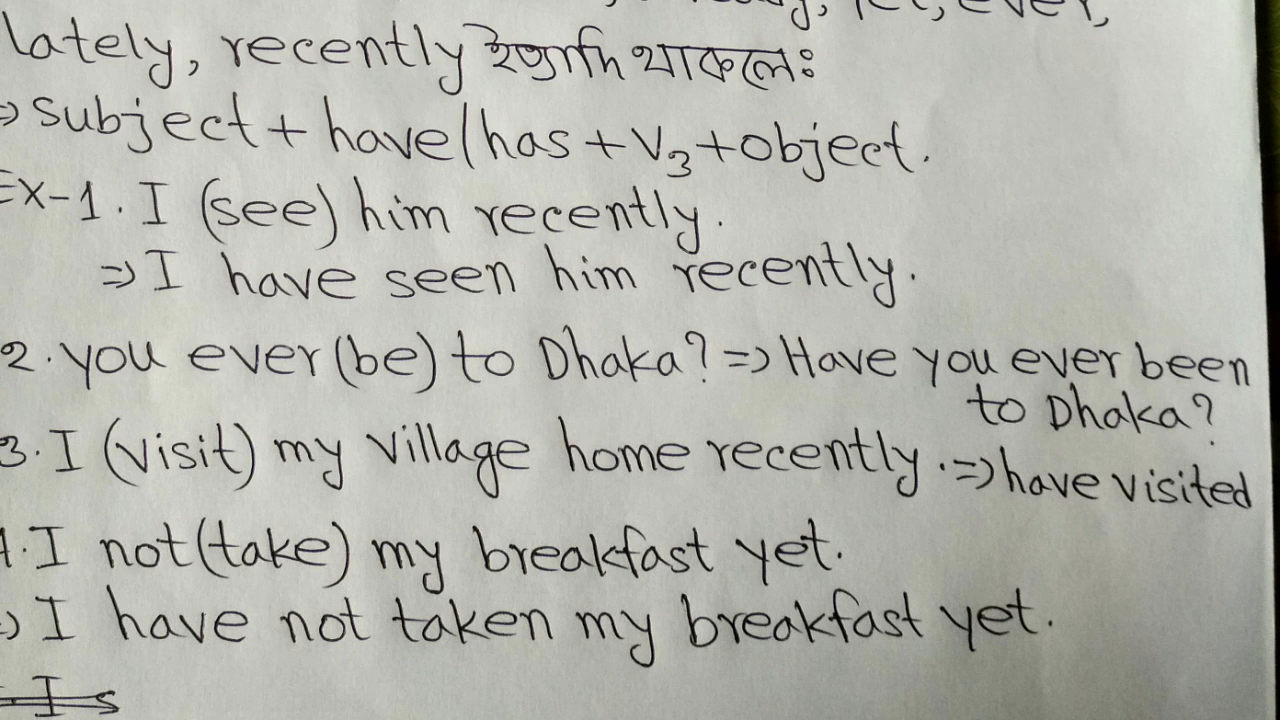 yet, ever,
lately, recently ইত্যাদি থাকলেঃ
⇒ subject + have/has + V3 + object.
Ex-1. I (see) him recently.
⇒ I have seen him recently.
2. you ever (be) to Dhaka? ⇒ Have you ever been
to Dhaka?
3. I (visit) my village home recently. ⇒ have visited
4. I not (take) my breakfast yet.
⇒ I have not taken my breakfast yet.